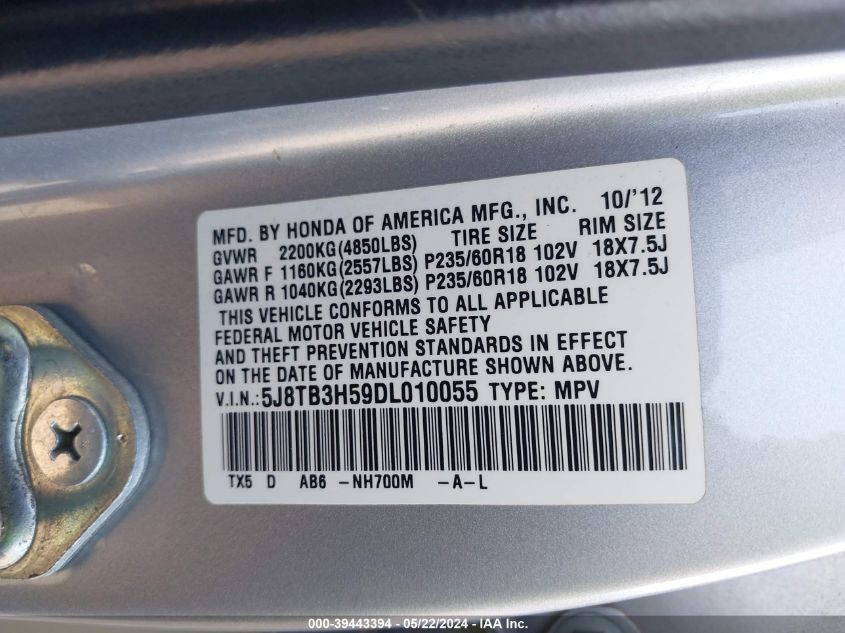 MFD. BY HONDA OF AMERICA MFG., INC. 10/'12
GVWR 2200KG(4850LBS) TIRE SIZE RIM SIZE
GAWR F 1160KG(2557LBS) P235/60R18 102V 18X7.5J
GAWR R 1040KG(2293LBS) P235/60R18 102V 18X7.5J
THIS VEHICLE CONFORMS TO ALL APPLICABLE
FEDERAL MOTOR VEHICLE SAFETY
AND THEFT PREVENTION STANDARDS IN EFFECT
ON THE DATE OF MANUFACTURE SHOWN ABOVE.
V.I.N.:5J8TB3H59DL010055 TYPE: MPV
TX5 D AB6 -NH700M -A-L
000-39443394 - 05/22/2024 - IAA Inc.